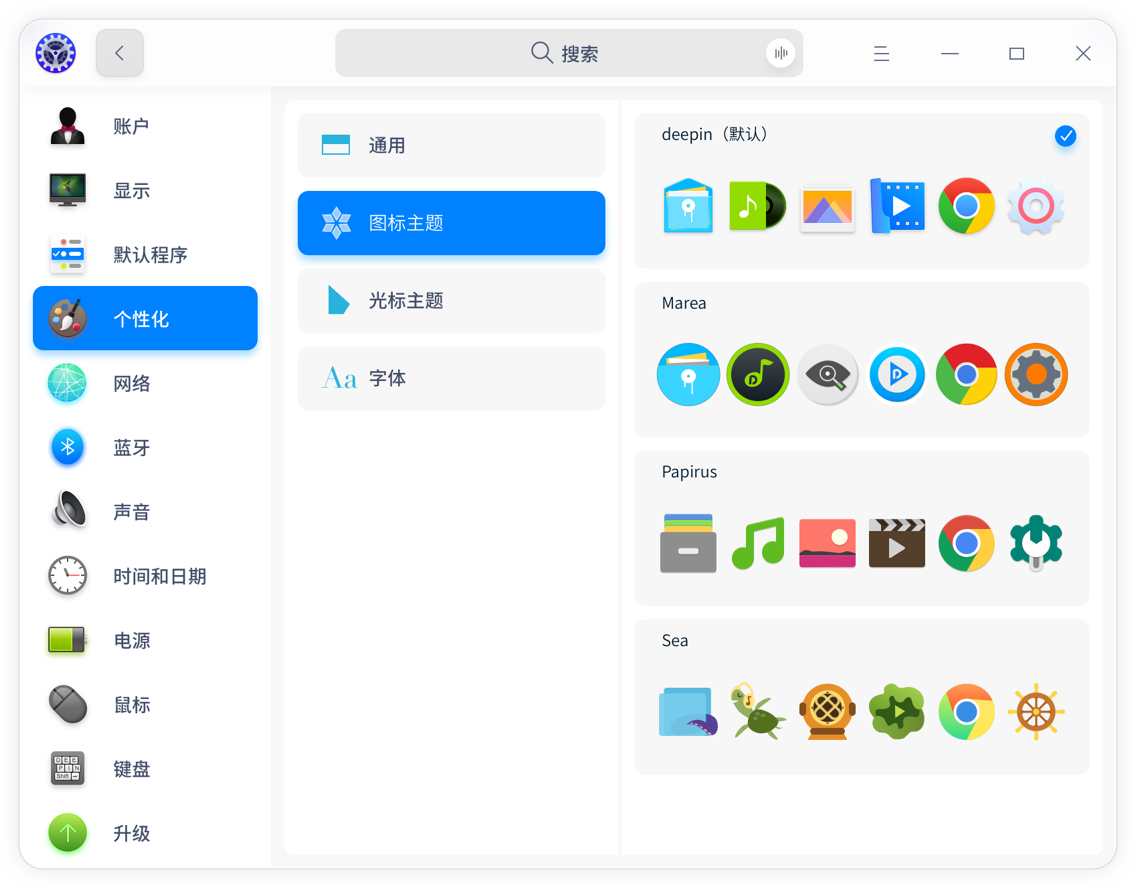 搜索
账户
显示
默认程序
个性化
网络
蓝牙
声音
时间和日期
电源
鼠标
键盘
升级
通用
图标主题
光标主题
Aa 字体
deepin（默认）
Marea
Papirus
Sea